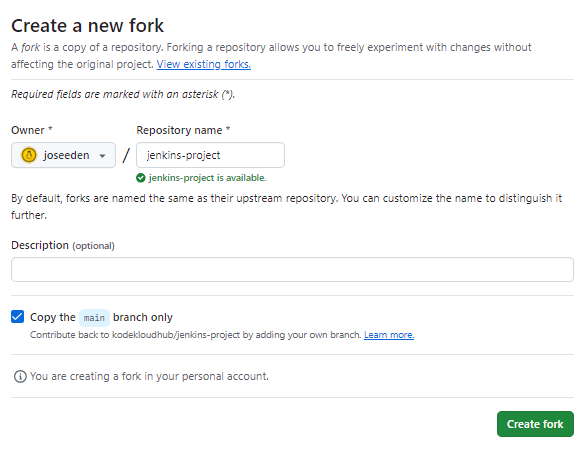 Create a new fork
A fork is a copy of a repository. Forking a repository allows you to freely experiment with changes without
affecting the original project. View existing forks.
Required fields are marked with an asterisk (*).
Owner * Repository name *
joseeden / jenkins-project
jenkins-project is available.
By default, forks are named the same as their upstream repository. You can customize the name to distinguish it
further.
Description (optional)
Copy the main branch only
Contribute back to kodekloudhub/jenkins-project by adding your own branch. Learn more.
You are creating a fork in your personal account.
Create fork